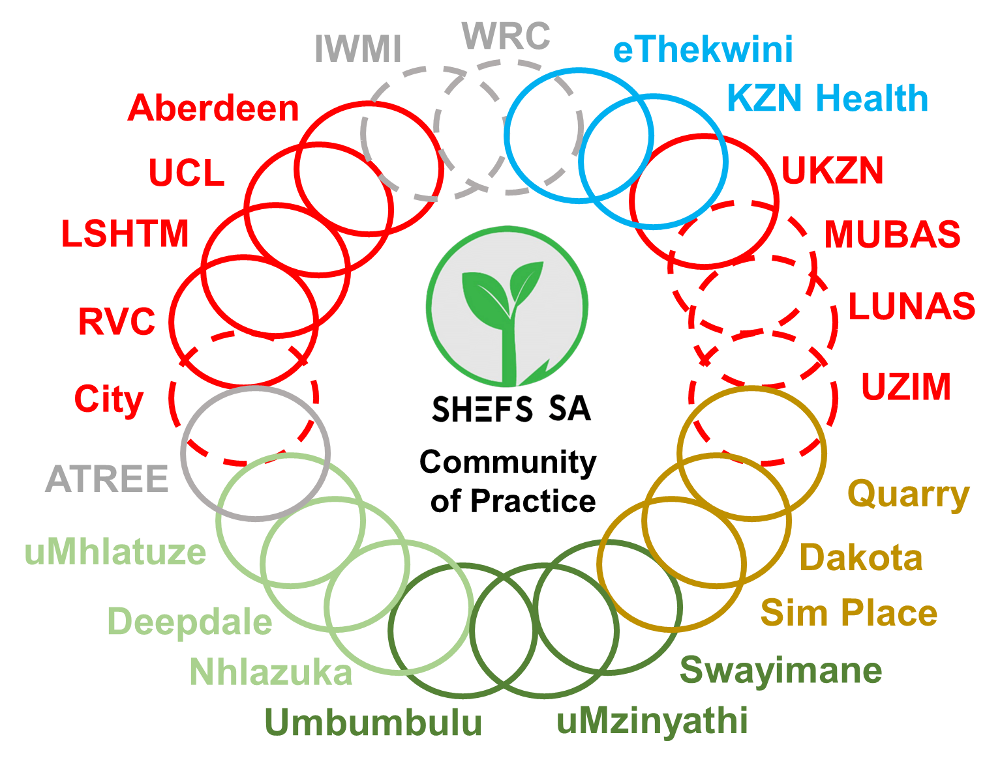 IWMI
WRC
eThekwini
KZN Health
Aberdeen
UCL
UKZN
LSHTM
MUBAS
RVC
LUNAS
City
UZIM
SHEFS SA
Community
of Practice
ATREE
Quarry
uMhlatuze
Dakota
Deepdale
Sim Place
Nhlazuka
Swayimane
Umbumbulu
uMzinyathi